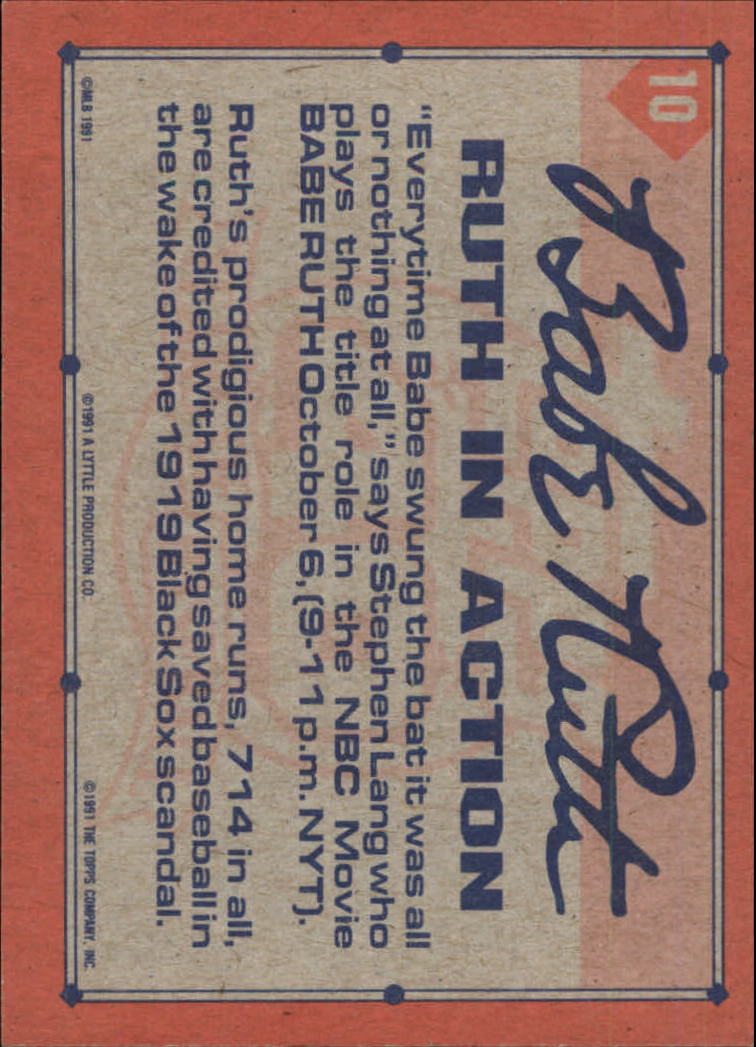 10
Babe Ruth
RUTH IN ACTION
"Everytime Babe swung the bat it was all
or nothing at all," says Stephen Lang who
plays the title role in the NBC Movie
BABE RUTH October 6, (9-11 p.m. NYT).
Ruth's prodigious home runs, 714 in all,
are credited with having saved baseball in
the wake of the 1919 Black Sox scandal.
©MLB 1991 ©1991 A LYTTLE PRODUCTION CO. ©1991 THE TOPPS COMPANY, INC.